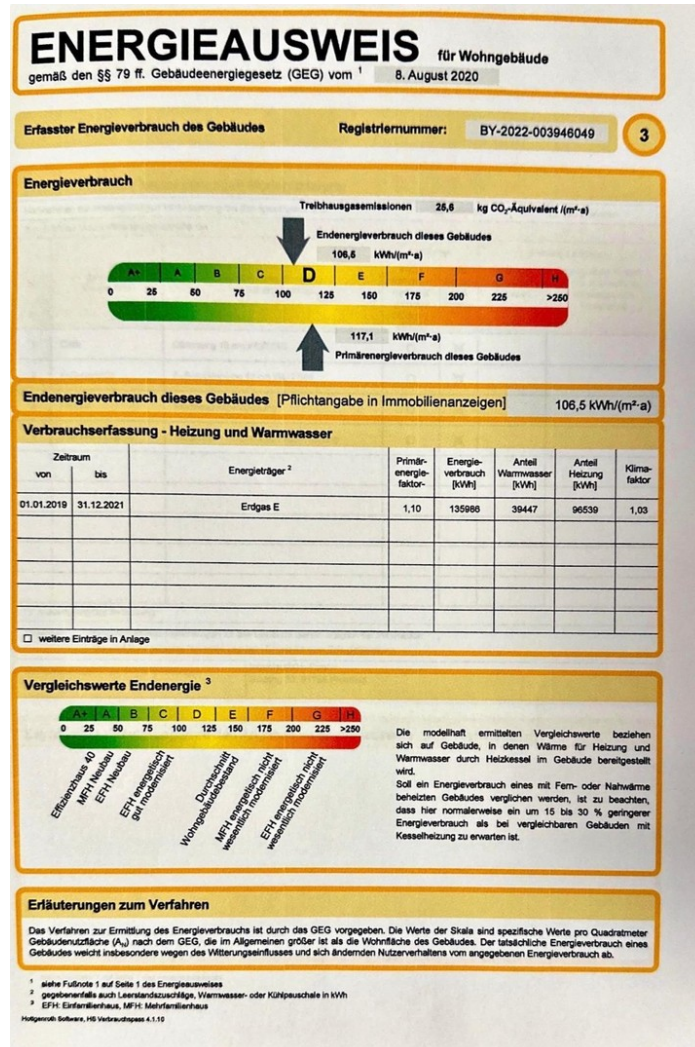 ENERGIEAUSWEIS für Wohngebäude
gemäß den §§ 79 ff. Gebäudeenergiegesetz (GEG) vom ¹ 8. August 2020
Erfasster Energieverbrauch des Gebäudes Registriernummer: BY-2022-003946049 3
Energieverbrauch
Treibhausgasemissionen 25,6 kg CO₂-Äquivalent /(m²·a)
Endenergieverbrauch dieses Gebäudes
106,5 kWh/(m²·a)
A+ A B C D E F G H
0 25 50 75 100 125 150 175 200 225 >250
117,1 kWh/(m²·a)
Primärenergieverbrauch dieses Gebäudes
Endenergieverbrauch dieses Gebäudes [Pflichtangabe in Immobilienanzeigen] 106,5 kWh/(m²·a)
Verbrauchserfassung - Heizung und Warmwasser
Zeitraum
von bis
Energieträger ²
Primär-
energie-
faktor-
Energie-
verbrauch
[kWh]
Anteil
Warmwasser
[kWh]
Anteil
Heizung
[kWh]
Klima-
faktor
01.01.2019 31.12.2021 Erdgas E 1,10 135986 39447 96539 1,03
☐ weitere Einträge in Anlage
Vergleichswerte Endenergie ³
A+ A B C D E F G H
0 25 50 75 100 125 150 175 200 225 >250
Effizienzhaus 40
MFH Neubau
EFH Neubau
EFH energetisch
gut modernisiert
Durchschnitt
Wohngebäudebestand
MFH energetisch nicht
wesentlich modernisiert
EFH energetisch nicht
wesentlich modernisiert
Die modellhaft ermittelten Vergleichswerte beziehen
sich auf Gebäude, in denen Wärme für Heizung und
Warmwasser durch Heizkessel im Gebäude bereitgestellt
wird.
Soll ein Energieverbrauch eines mit Fern- oder Nahwärme
beheizten Gebäudes verglichen werden, ist zu beachten,
dass hier normalerweise ein um 15 bis 30 % geringerer
Energieverbrauch als bei vergleichbaren Gebäuden mit
Kesselheizung zu erwarten ist.
Erläuterungen zum Verfahren
Das Verfahren zur Ermittlung des Energieverbrauchs ist durch das GEG vorgegeben. Die Werte der Skala sind spezifische Werte pro Quadratmeter
Gebäudenutzfläche (Aₙ) nach dem GEG, die im Allgemeinen größer ist als die Wohnfläche des Gebäudes. Der tatsächliche Energieverbrauch eines
Gebäudes weicht insbesondere wegen des Witterungseinflusses und sich ändernden Nutzerverhaltens vom angegebenen Energieverbrauch ab.
¹ siehe Fußnote 1 auf Seite 1 des Energieausweises
² gegebenenfalls auch Leerstandszuschläge, Warmwasser- oder Kühlpauschale in kWh
³ EFH: Einfamilienhaus, MFH: Mehrfamilienhaus
Hottgenroth Software, HS Verbrauchspass 4.1.10